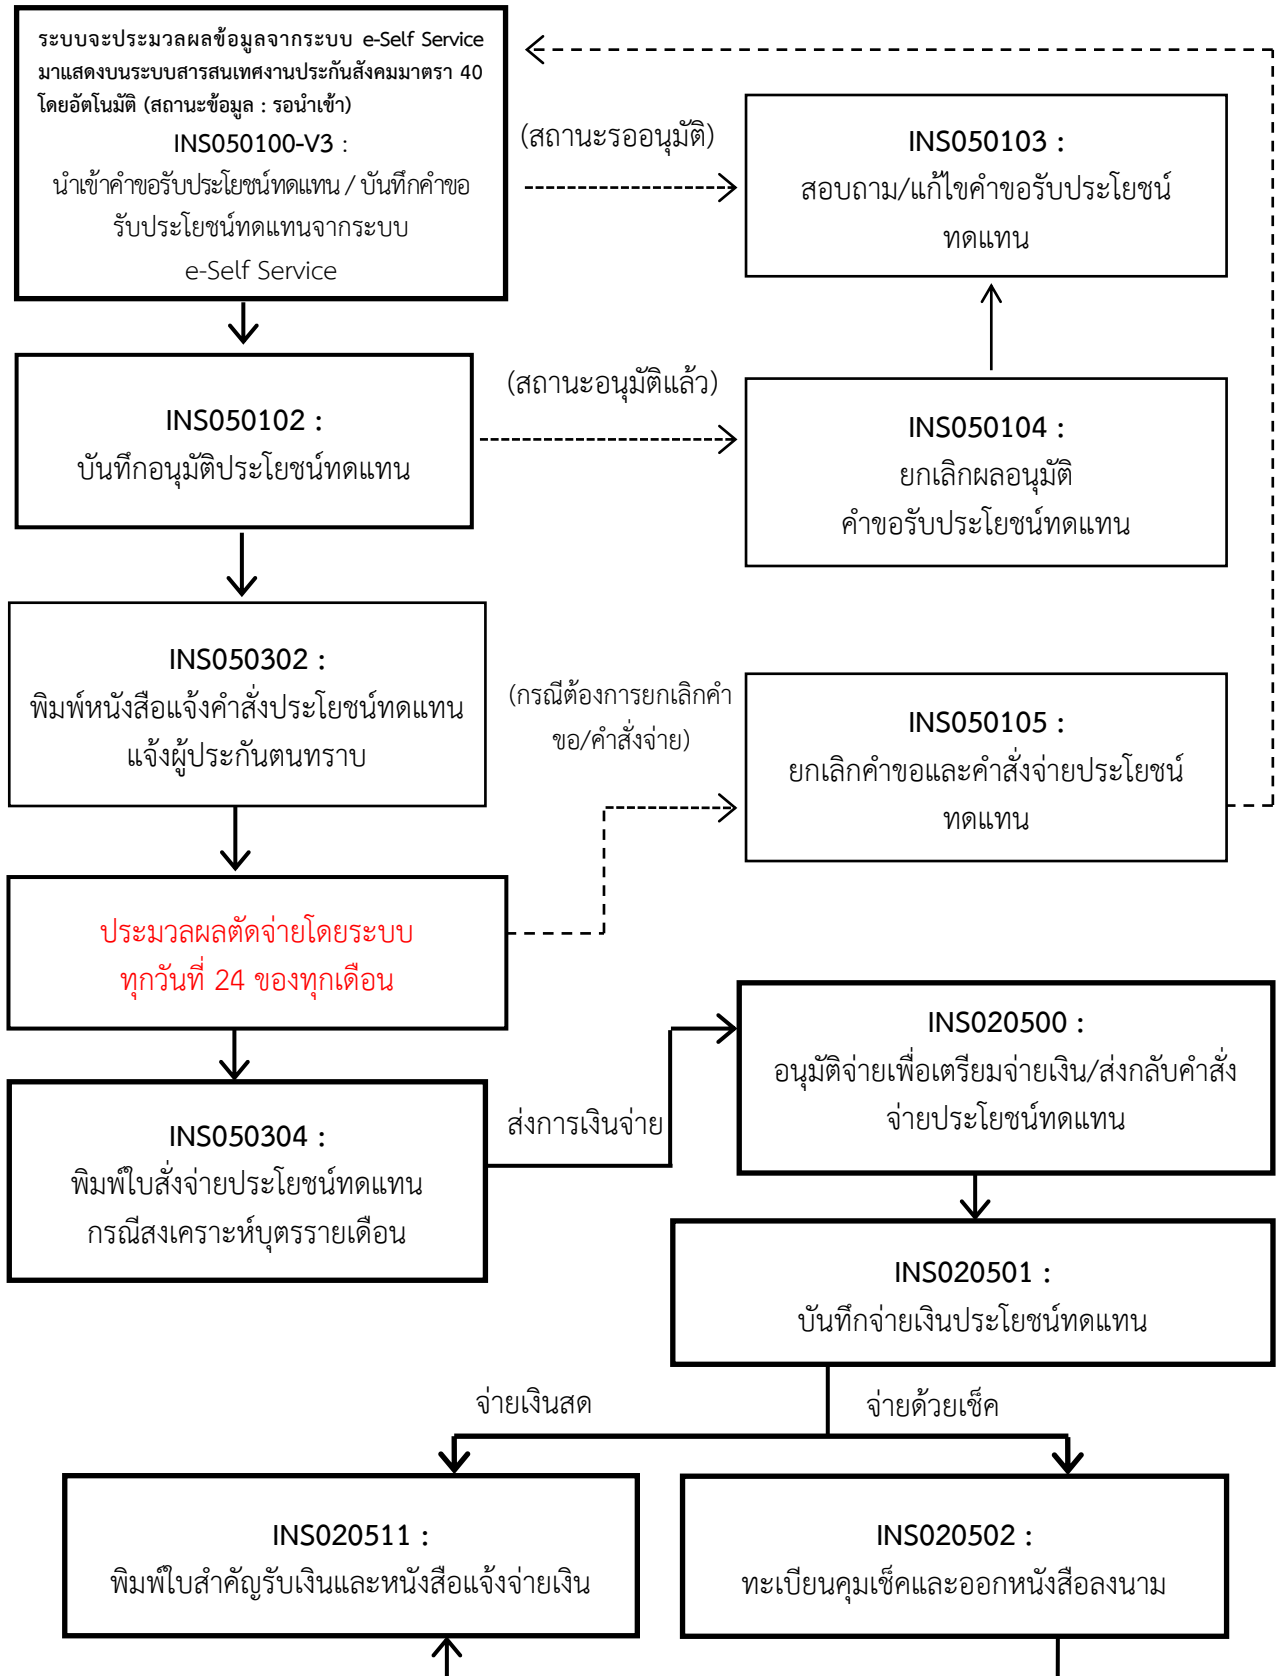 ระบบจะประมวลผลข้อมูลจากระบบ e-Self Service
มาแสดงบนระบบสารสนเทศงานประกันสังคมมาตรา 40
โดยอัตโนมัติ (สถานะข้อมูล : รอนำเข้า)
INS050100-V3 :
นำเข้าคำขอรับประโยชน์ทดแทน / บันทึกคำขอ
รับประโยชน์ทดแทนจากระบบ
e-Self Service
(สถานะรออนุมัติ)
INS050103 :
สอบถาม/แก้ไขคำขอรับประโยชน์
ทดแทน
INS050102 :
บันทึกอนุมัติประโยชน์ทดแทน
(สถานะอนุมัติแล้ว)
INS050104 :
ยกเลิกผลอนุมัติ
คำขอรับประโยชน์ทดแทน
INS050302 :
พิมพ์หนังสือแจ้งคำสั่งประโยชน์ทดแทน
แจ้งผู้ประกันตนทราบ
(กรณีต้องการยกเลิกคำ
ขอ/คำสั่งจ่าย)
INS050105 :
ยกเลิกคำขอและคำสั่งจ่ายประโยชน์
ทดแทน
ประมวลผลตัดจ่ายโดยระบบ
ทุกวันที่ 24 ของทุกเดือน
INS050304 :
พิมพ์ใบสั่งจ่ายประโยชน์ทดแทน
กรณีสงเคราะห์บุตรรายเดือน
ส่งการเงินจ่าย
INS020500 :
อนุมัติจ่ายเพื่อเตรียมจ่ายเงิน/ส่งกลับคำสั่ง
จ่ายประโยชน์ทดแทน
INS020501 :
บันทึกจ่ายเงินประโยชน์ทดแทน
จ่ายเงินสด
จ่ายด้วยเช็ค
INS020511 :
พิมพ์ใบสำคัญรับเงินและหนังสือแจ้งจ่ายเงิน
INS020502 :
ทะเบียนคุมเช็คและออกหนังสือลงนาม